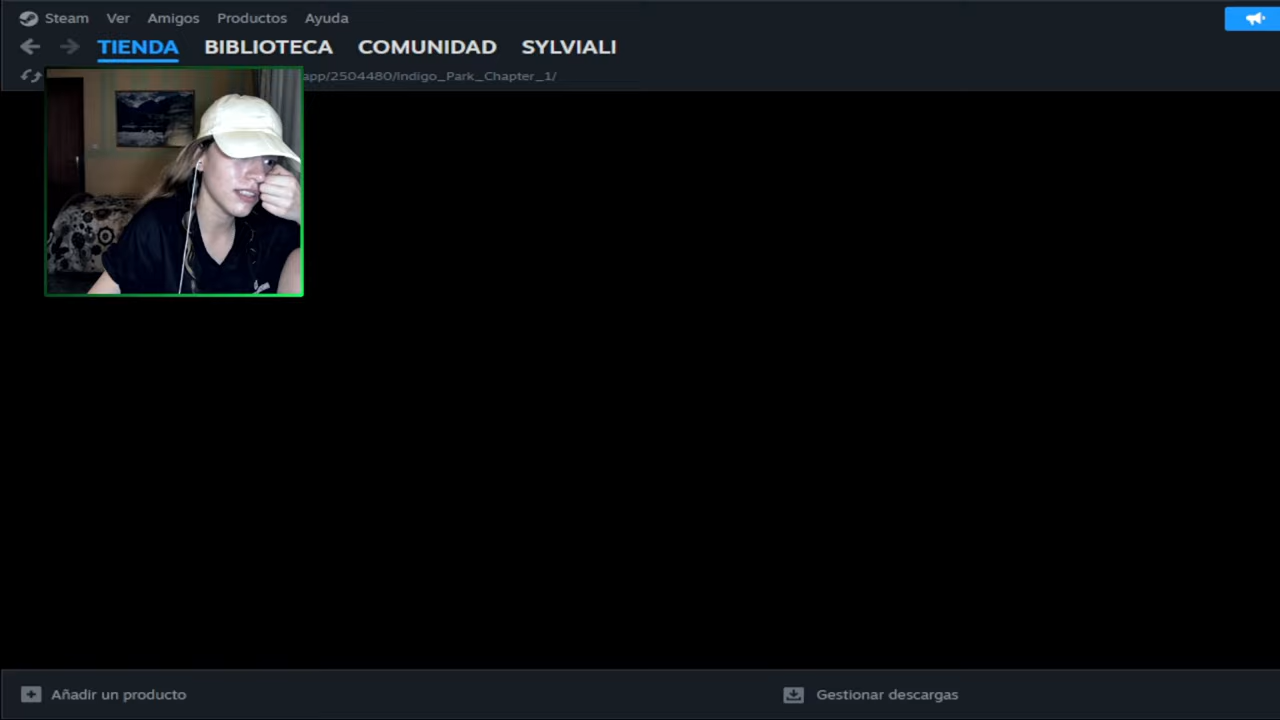 Steam Ver Amigos Productos Ayuda
TIENDA BIBLIOTECA COMUNIDAD SYLVIALI
app/2504480/Indigo_Park_Chapter_1/
Añadir un producto
Gestionar descargas